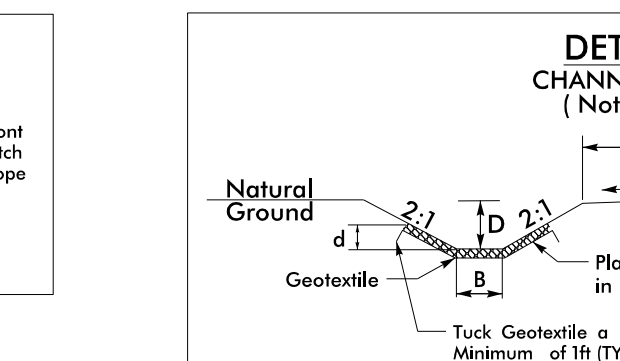 DET
CHANN
( Not
Natural
Ground
2:1
2:1
D
d
Geotextile
B
Pla
in
Tuck Geotextile a
Minimum of 1ft (TY
ont
tch
ope